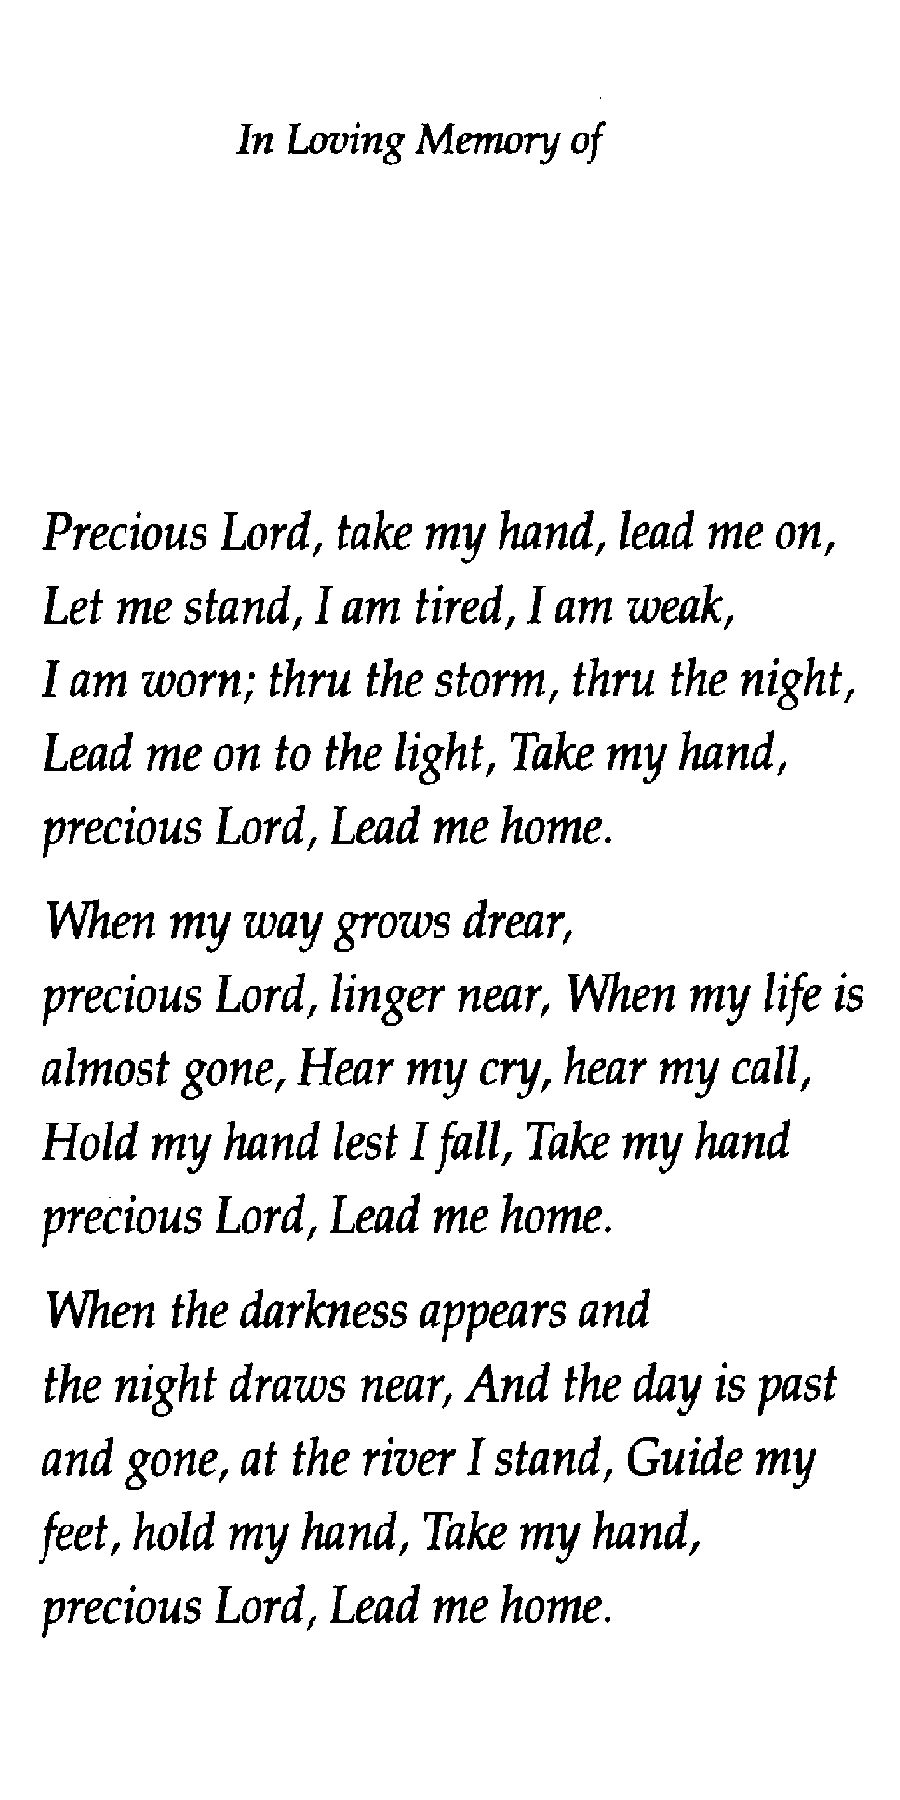 In Loving Memory of
Precious Lord, take my hand, lead me on,
Let me stand, I am tired, I am weak,
I am worn; thru the storm, thru the night,
Lead me on to the light, Take my hand,
precious Lord, Lead me home.
When my way grows drear,
precious Lord, linger near, When my life is
almost gone, Hear my cry, hear my call,
Hold my hand lest I fall, Take my hand
precious Lord, Lead me home.
When the darkness appears and
the night draws near, And the day is past
and gone, at the river I stand, Guide my
feet, hold my hand, Take my hand,
precious Lord, Lead me home.